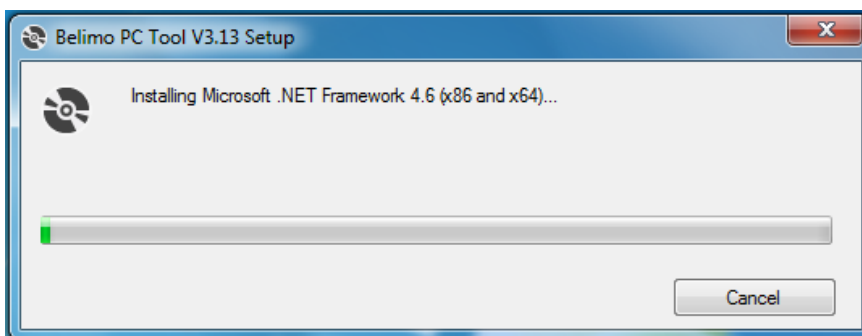 Belimo PC Tool V3.13 Setup
Installing Microsoft .NET Framework 4.6 (x86 and x64)...
Cancel